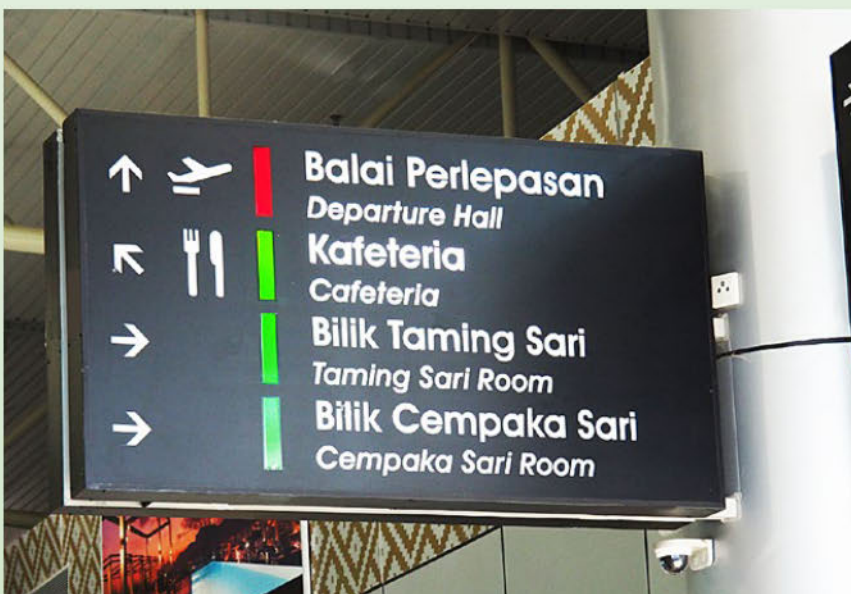 Balai Perlepasan
Departure Hall
Kafeteria
Cafeteria
Bilik Taming Sari
Taming Sari Room
Bilik Cempaka Sari
Cempaka Sari Room